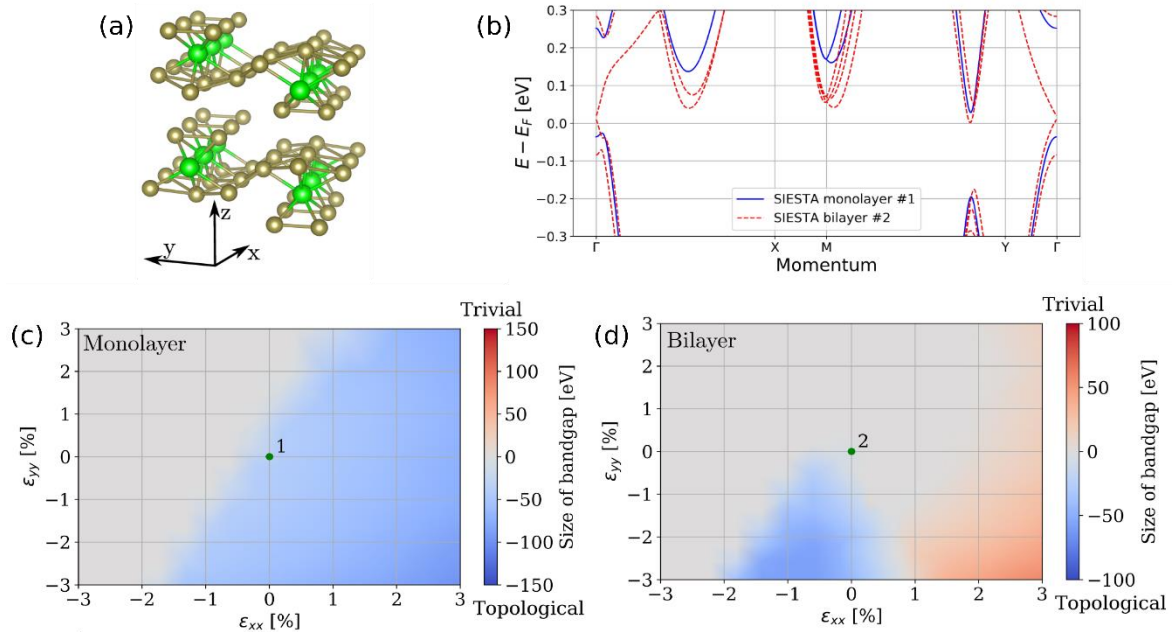 (a)
z
y
x
(b)
E − E_F [eV]
0.3
0.2
0.1
0.0
−0.1
−0.2
−0.3
SIESTA monolayer #1
SIESTA bilayer #2
Γ X M Y Γ
Momentum
(c)
Monolayer
1
ε_yy [%]
3
2
1
0
−1
−2
−3
−3 −2 −1 0 1 2 3
ε_xx [%]
Trivial
150
100
50
0
−50
−100
−150
Topological
Size of bandgap [eV]
(d)
Bilayer
2
ε_yy [%]
3
2
1
0
−1
−2
−3
−3 −2 −1 0 1 2 3
ε_xx [%]
Trivial
100
50
0
−50
−100
Topological
Size of bandgap [eV]